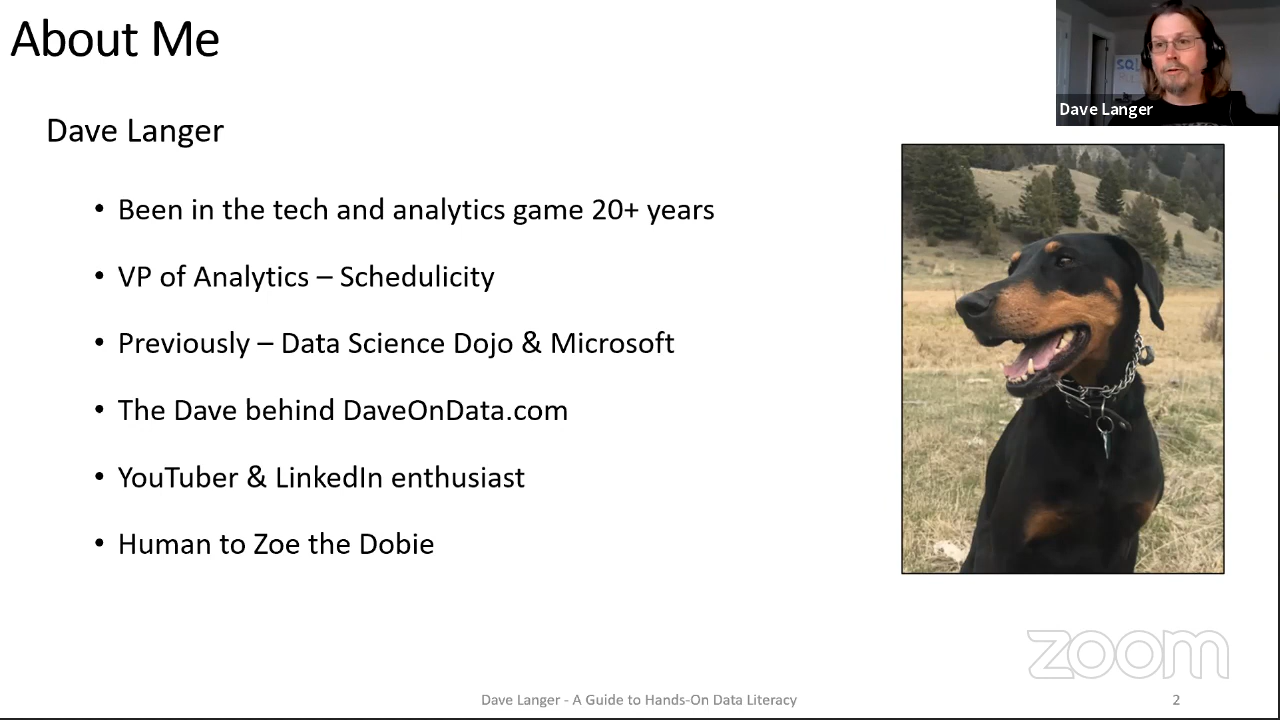 About Me
Dave Langer
Dave Langer
• Been in the tech and analytics game 20+ years
• VP of Analytics – Schedulicity
• Previously – Data Science Dojo & Microsoft
• The Dave behind DaveOnData.com
• YouTuber & LinkedIn enthusiast
• Human to Zoe the Dobie
zoom
Dave Langer - A Guide to Hands-On Data Literacy
2